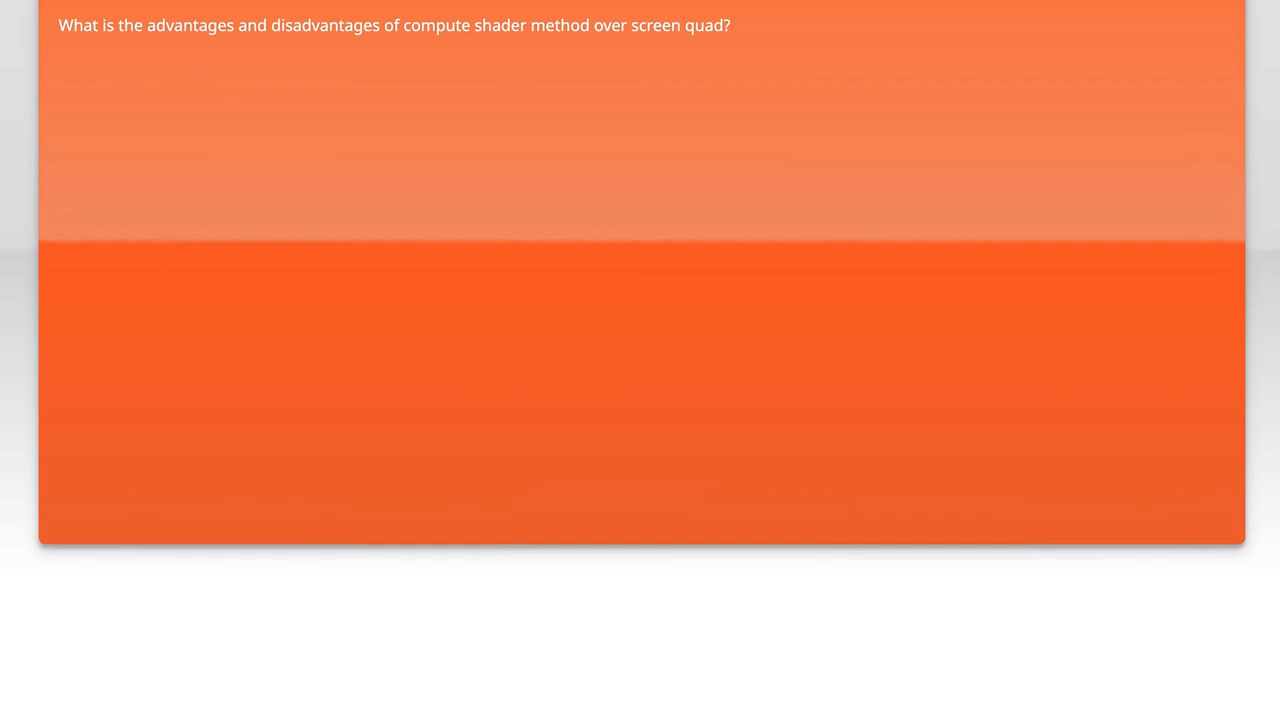 What is the advantages and disadvantages of compute shader method over screen quad?